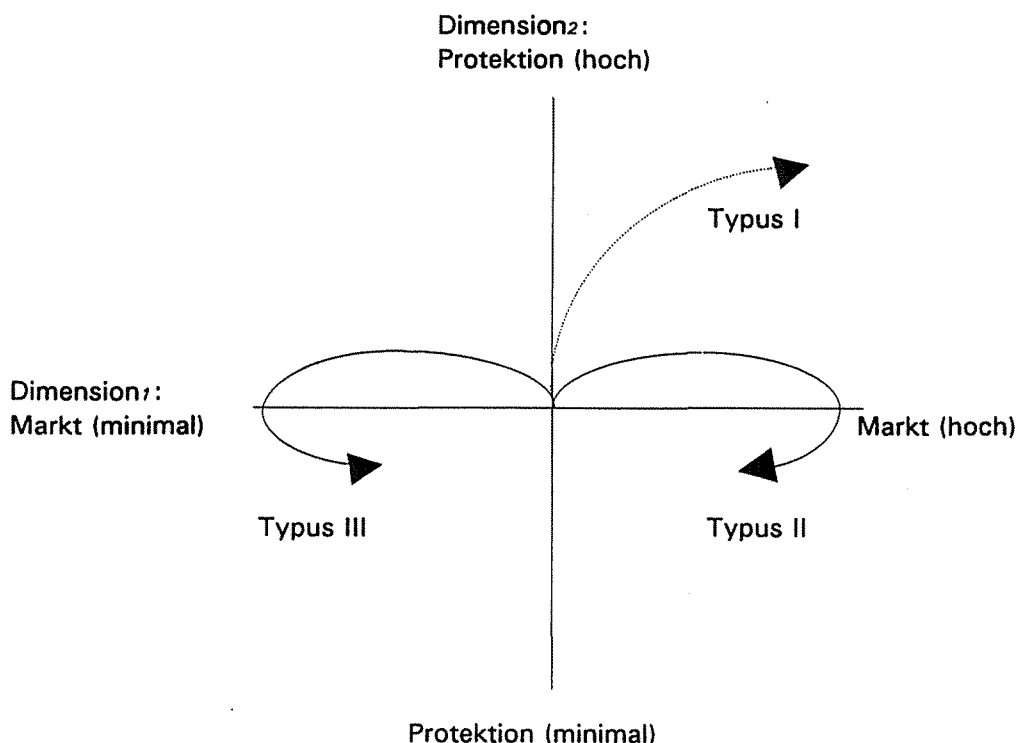 Dimension2:
Protektion (hoch)
Typus I
Dimension1:
Markt (minimal)
Markt (hoch)
Typus III
Typus II
Protektion (minimal)